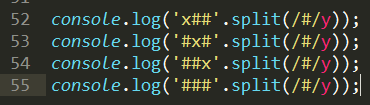 52 console.log('x##'.split(/#/y));
53 console.log('#x#'.split(/#/y));
54 console.log('##x'.split(/#/y));
55 console.log('###'.split(/#/y));